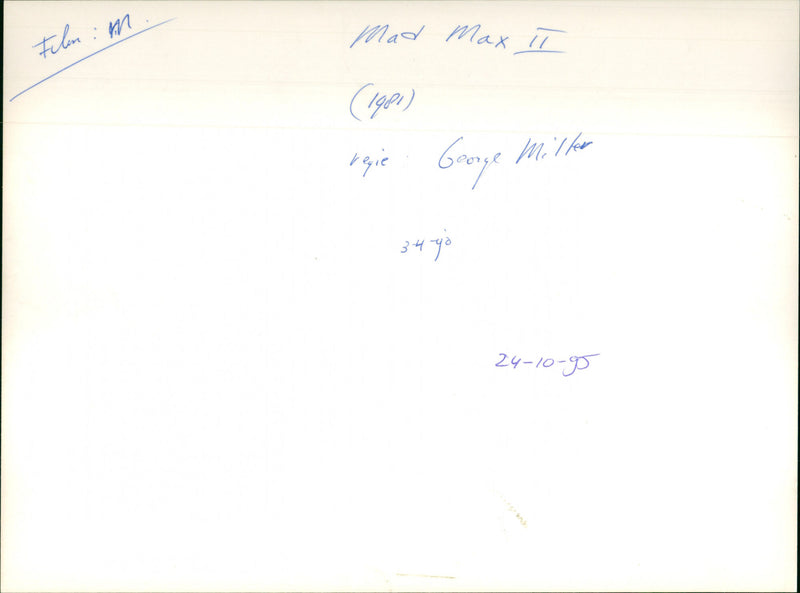 Film: M.
Mad Max II
(1981)
regie George Miller
3-4-90
24-10-95